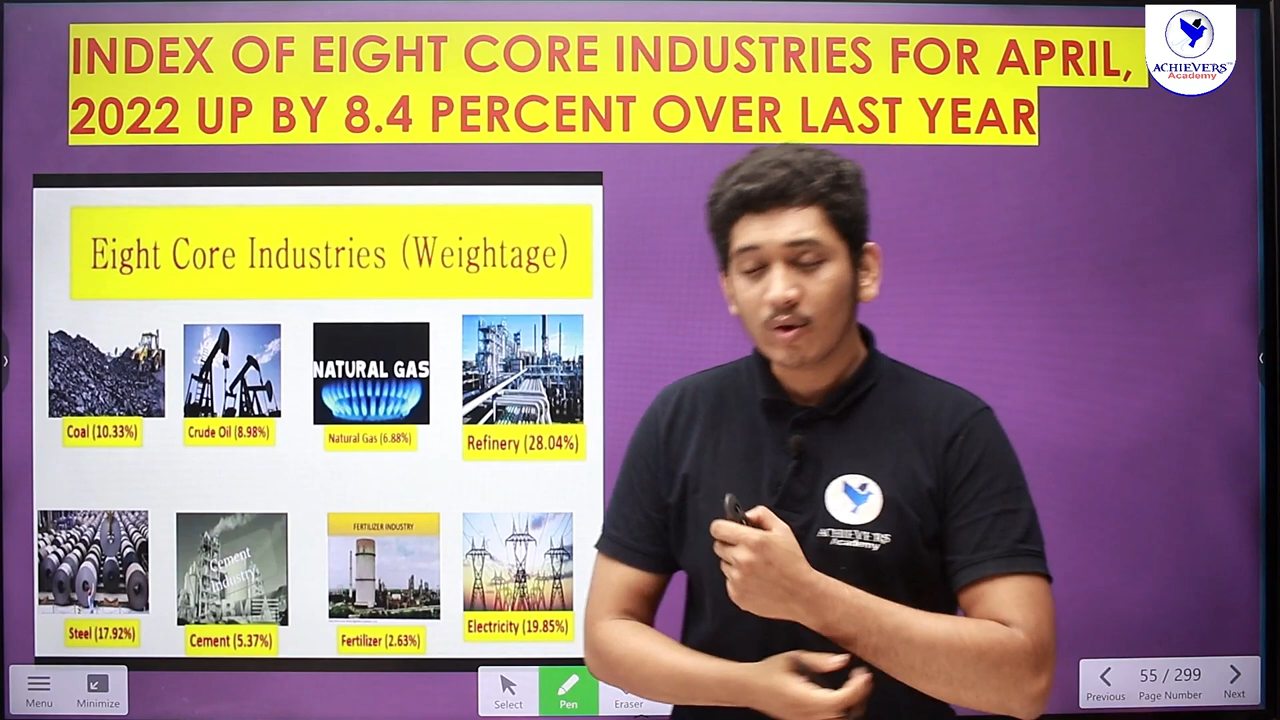 INDEX OF EIGHT CORE INDUSTRIES FOR APRIL,
2022 UP BY 8.4 PERCENT OVER LAST YEAR
ACHIEVERS™
Academy
Eight Core Industries (Weightage)
NATURAL GAS
Coal (10.33%)
Crude Oil (8.98%)
Natural Gas (6.88%)
Refinery (28.04%)
Cement
Industry
FERTILIZER INDUSTRY
Steel (17.92%)
Cement (5.37%)
Fertilizer (2.63%)
Electricity (19.85%)
ACHIEVERS
Academy
Menu
Minimize
Select
Pen
Eraser
Previous
55 / 299
Page Number
Next